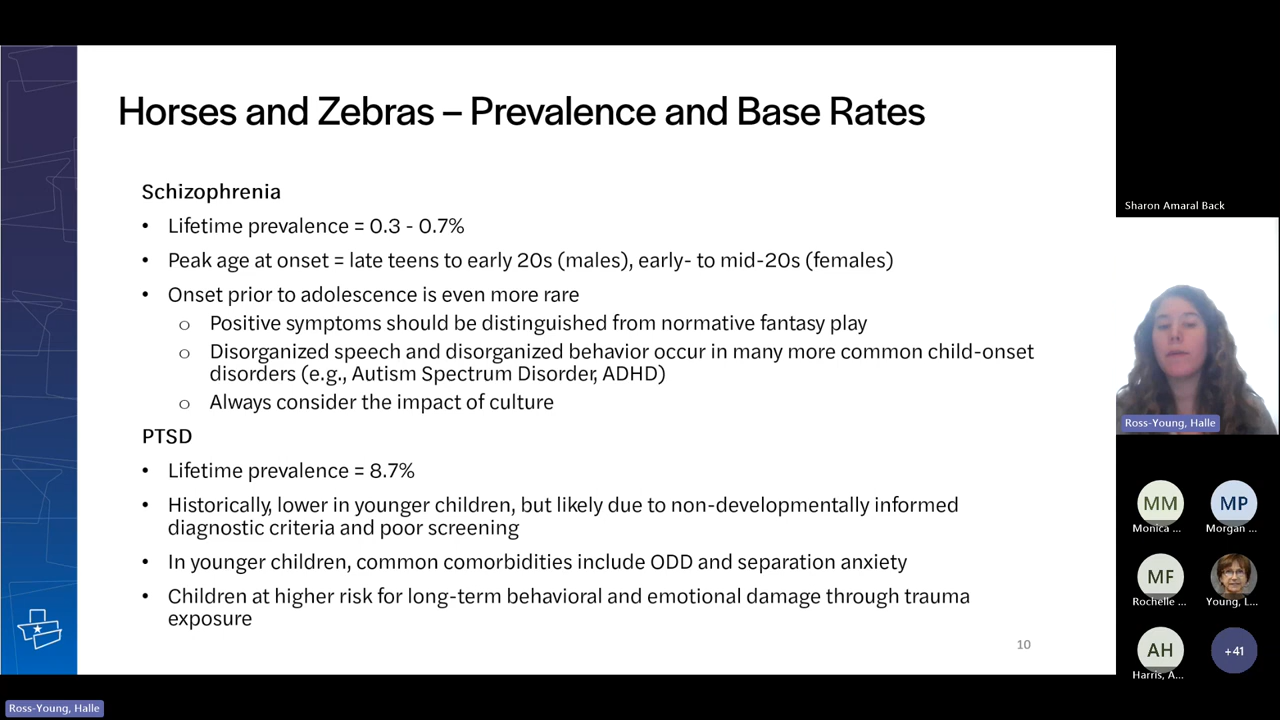 Horses and Zebras – Prevalence and Base Rates
Schizophrenia
• Lifetime prevalence = 0.3 - 0.7%
• Peak age at onset = late teens to early 20s (males), early- to mid-20s (females)
• Onset prior to adolescence is even more rare
o Positive symptoms should be distinguished from normative fantasy play
o Disorganized speech and disorganized behavior occur in many more common child-onset
disorders (e.g., Autism Spectrum Disorder, ADHD)
o Always consider the impact of culture
PTSD
• Lifetime prevalence = 8.7%
• Historically, lower in younger children, but likely due to non-developmentally informed
diagnostic criteria and poor screening
• In younger children, common comorbidities include ODD and separation anxiety
• Children at higher risk for long-term behavioral and emotional damage through trauma
exposure
10
Sharon Amaral Back
Ross-Young, Halle
MM
MP
Monica ...
Morgan ...
MF
Rochelle ...
Young, L...
AH
+41
Harris, A...
Ross-Young, Halle